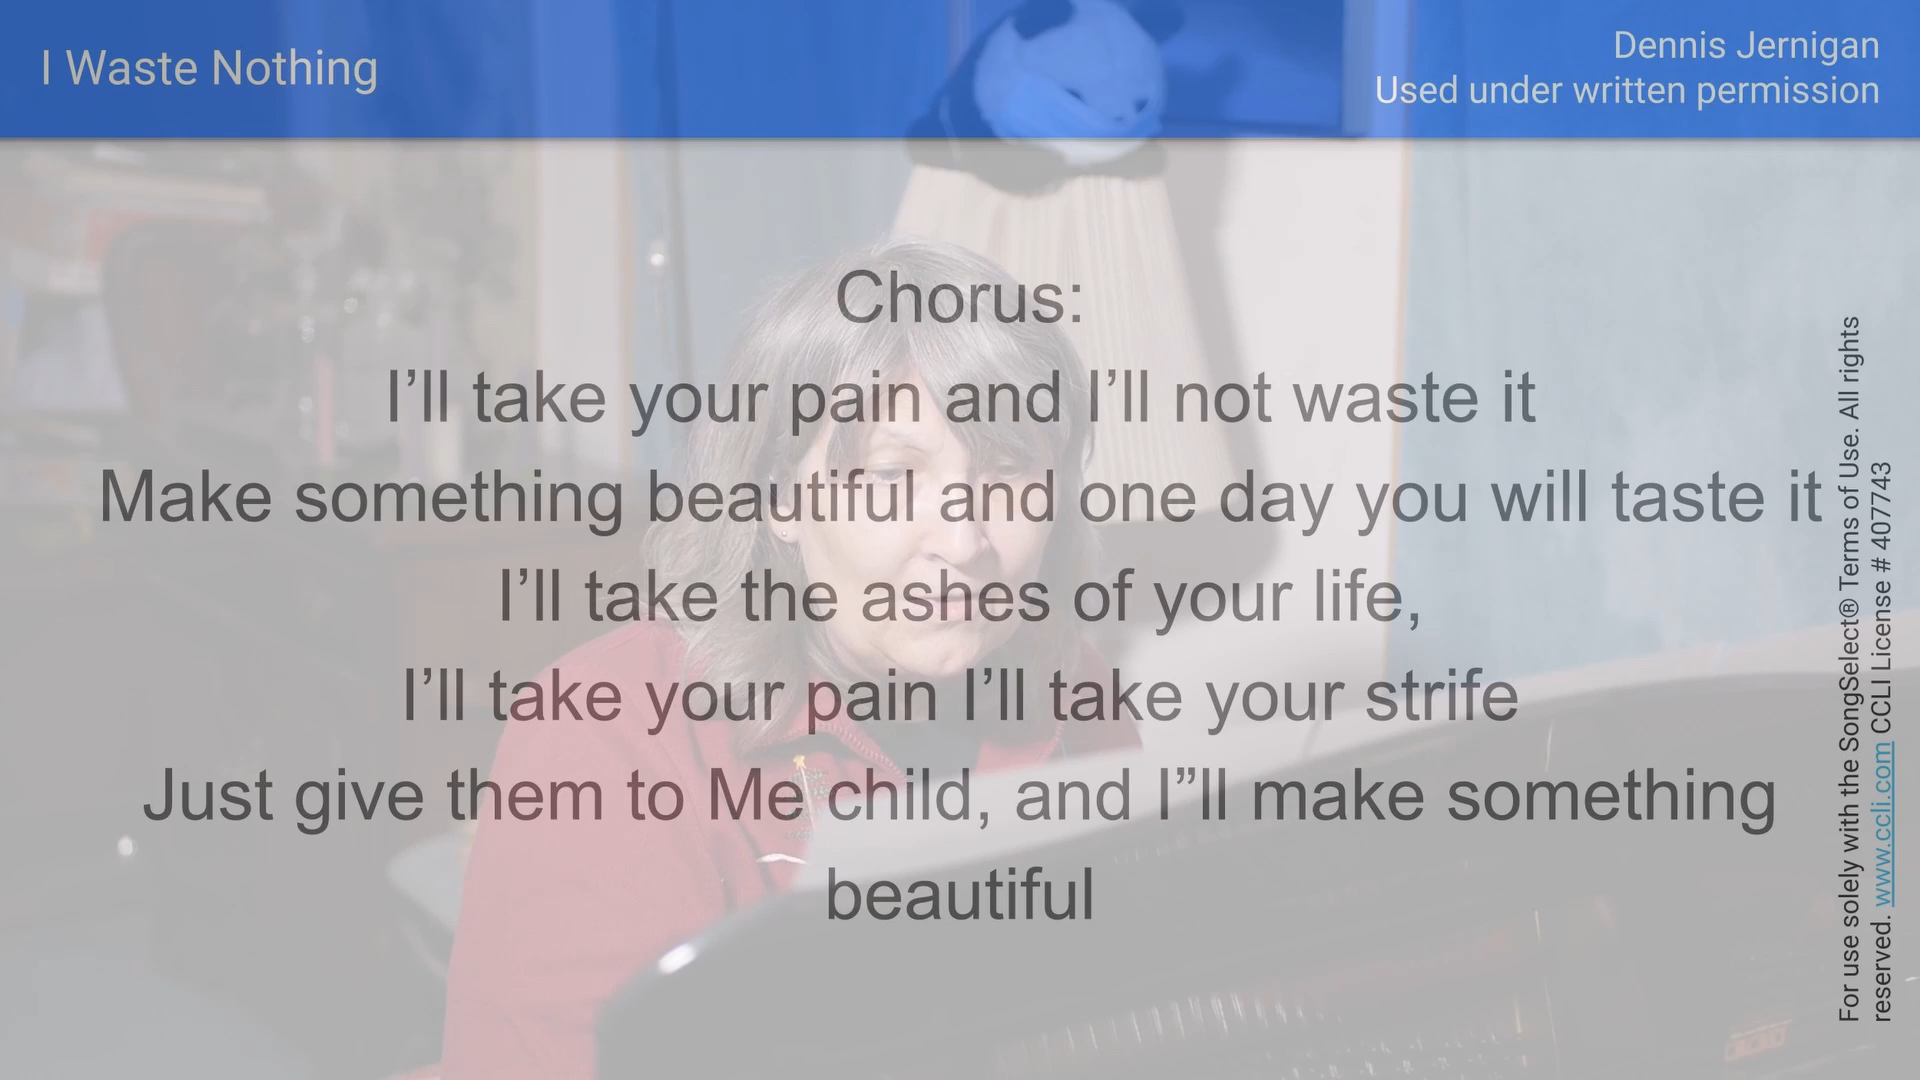 I Waste Nothing
Dennis Jernigan
Used under written permission
Chorus:
I’ll take your pain and I’ll not waste it
Make something beautiful and one day you will taste it
I’ll take the ashes of your life,
I’ll take your pain I’ll take your strife
Just give them to Me child, and I”ll make something
beautiful
For use solely with the SongSelect® Terms of Use. All rights
reserved. www.ccli.com CCLI License # 407743